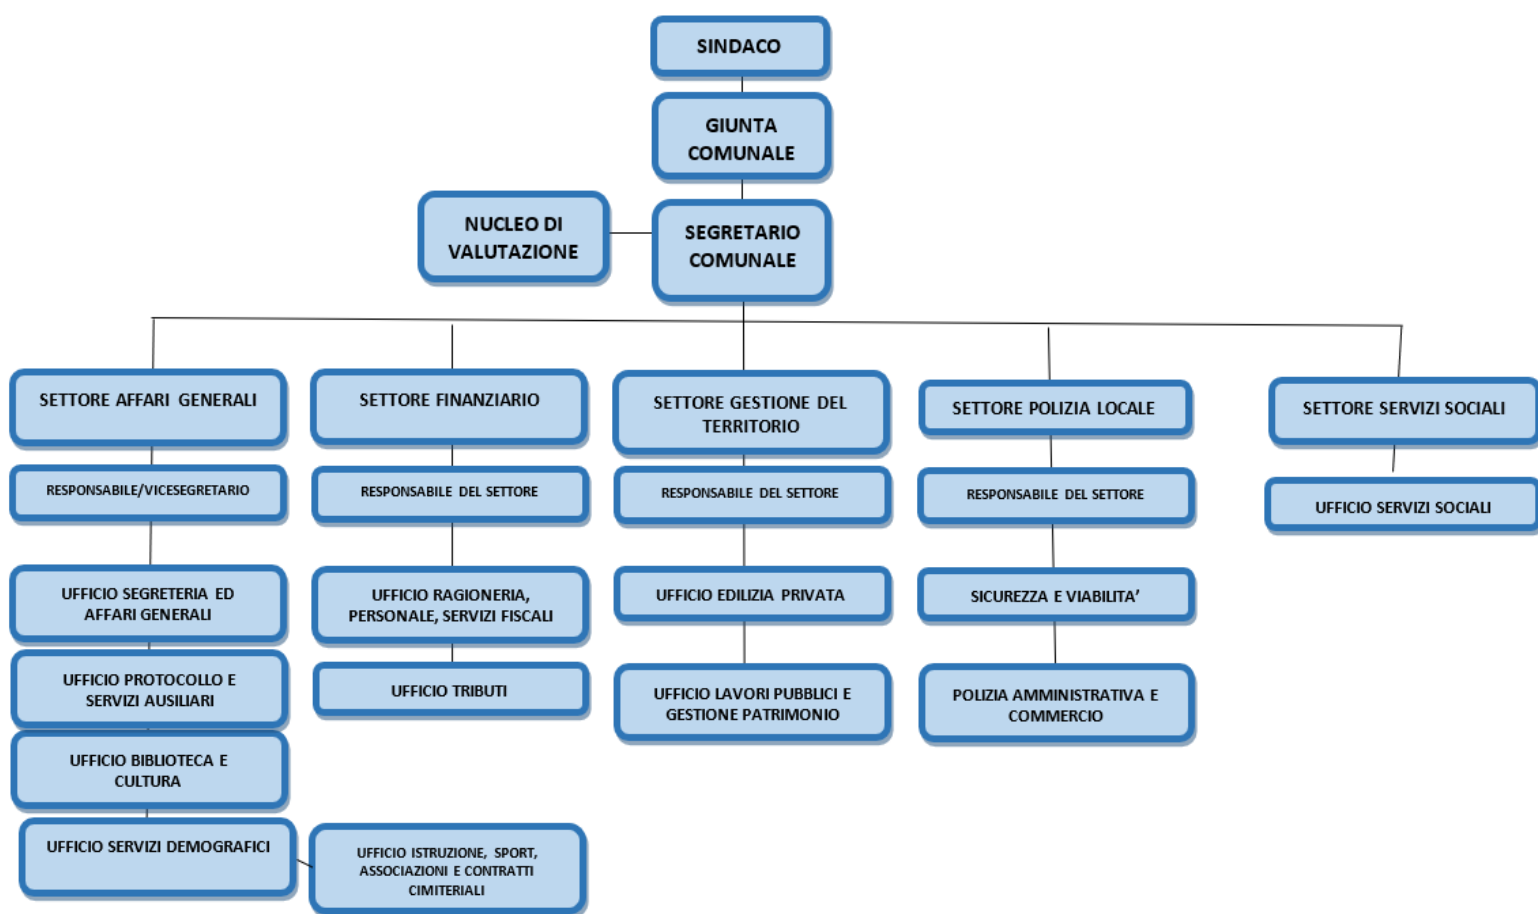 SINDACO
GIUNTA
COMUNALE
NUCLEO DI
VALUTAZIONE
SEGRETARIO
COMUNALE
SETTORE AFFARI GENERALI
SETTORE FINANZIARIO
SETTORE GESTIONE DEL
TERRITORIO
SETTORE POLIZIA LOCALE
SETTORE SERVIZI SOCIALI
RESPONSABILE/VICESEGRETARIO
RESPONSABILE DEL SETTORE
RESPONSABILE DEL SETTORE
RESPONSABILE DEL SETTORE
UFFICIO SERVIZI SOCIALI
UFFICIO SEGRETERIA ED
AFFARI GENERALI
UFFICIO RAGIONERIA,
PERSONALE, SERVIZI FISCALI
UFFICIO EDILIZIA PRIVATA
SICUREZZA E VIABILITA’
UFFICIO PROTOCOLLO E
SERVIZI AUSILIARI
UFFICIO TRIBUTI
UFFICIO LAVORI PUBBLICI E
GESTIONE PATRIMONIO
POLIZIA AMMINISTRATIVA E
COMMERCIO
UFFICIO BIBLIOTECA E
CULTURA
UFFICIO SERVIZI DEMOGRAFICI
UFFICIO ISTRUZIONE, SPORT,
ASSOCIAZIONI E CONTRATTI
CIMITERIALI